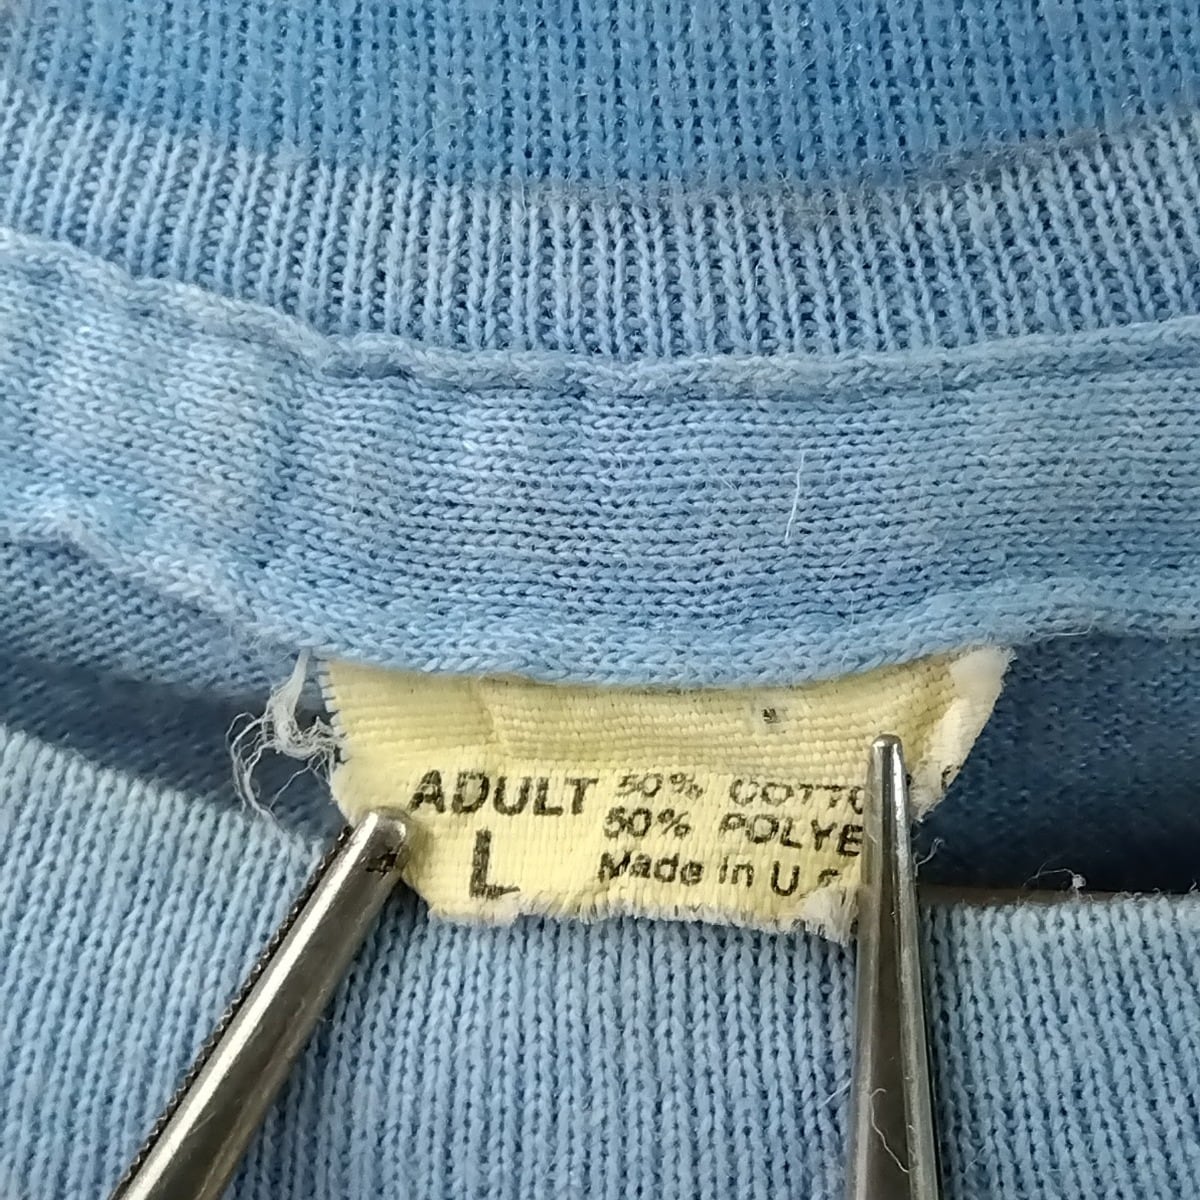 ADULT 50% COTTO
50% POLYE
L Made in U.S